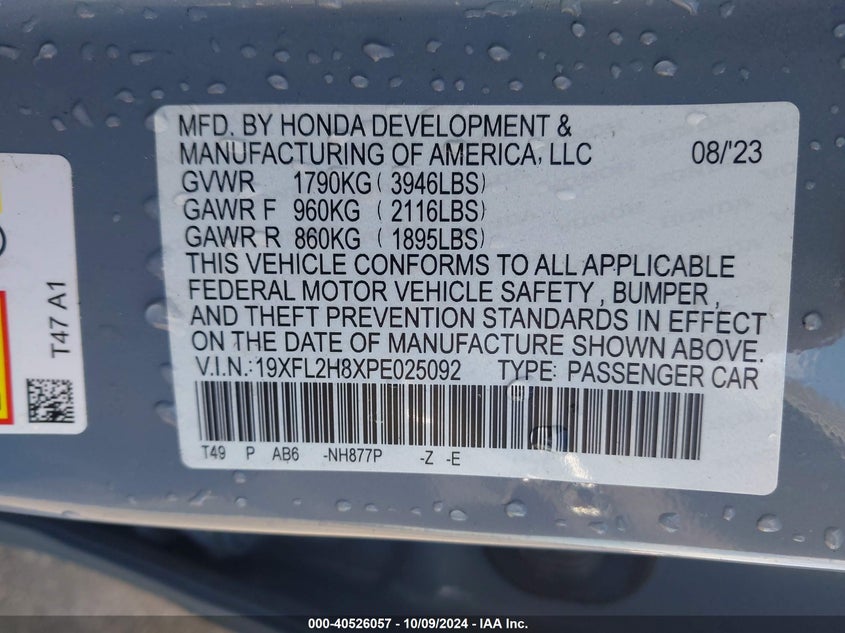 MFD. BY HONDA DEVELOPMENT &
MANUFACTURING OF AMERICA, LLC 08/'23
GVWR 1790KG ( 3946LBS)
GAWR F 960KG ( 2116LBS)
GAWR R 860KG ( 1895LBS)
THIS VEHICLE CONFORMS TO ALL APPLICABLE
FEDERAL MOTOR VEHICLE SAFETY, BUMPER,
AND THEFT PREVENTION STANDARDS IN EFFECT
ON THE DATE OF MANUFACTURE SHOWN ABOVE.
V.I.N.:19XFL2H8XPE025092 TYPE: PASSENGER CAR
T49 P AB6 -NH877P -Z -E
T47 A1
000-40526057 - 10/09/2024 - IAA Inc.